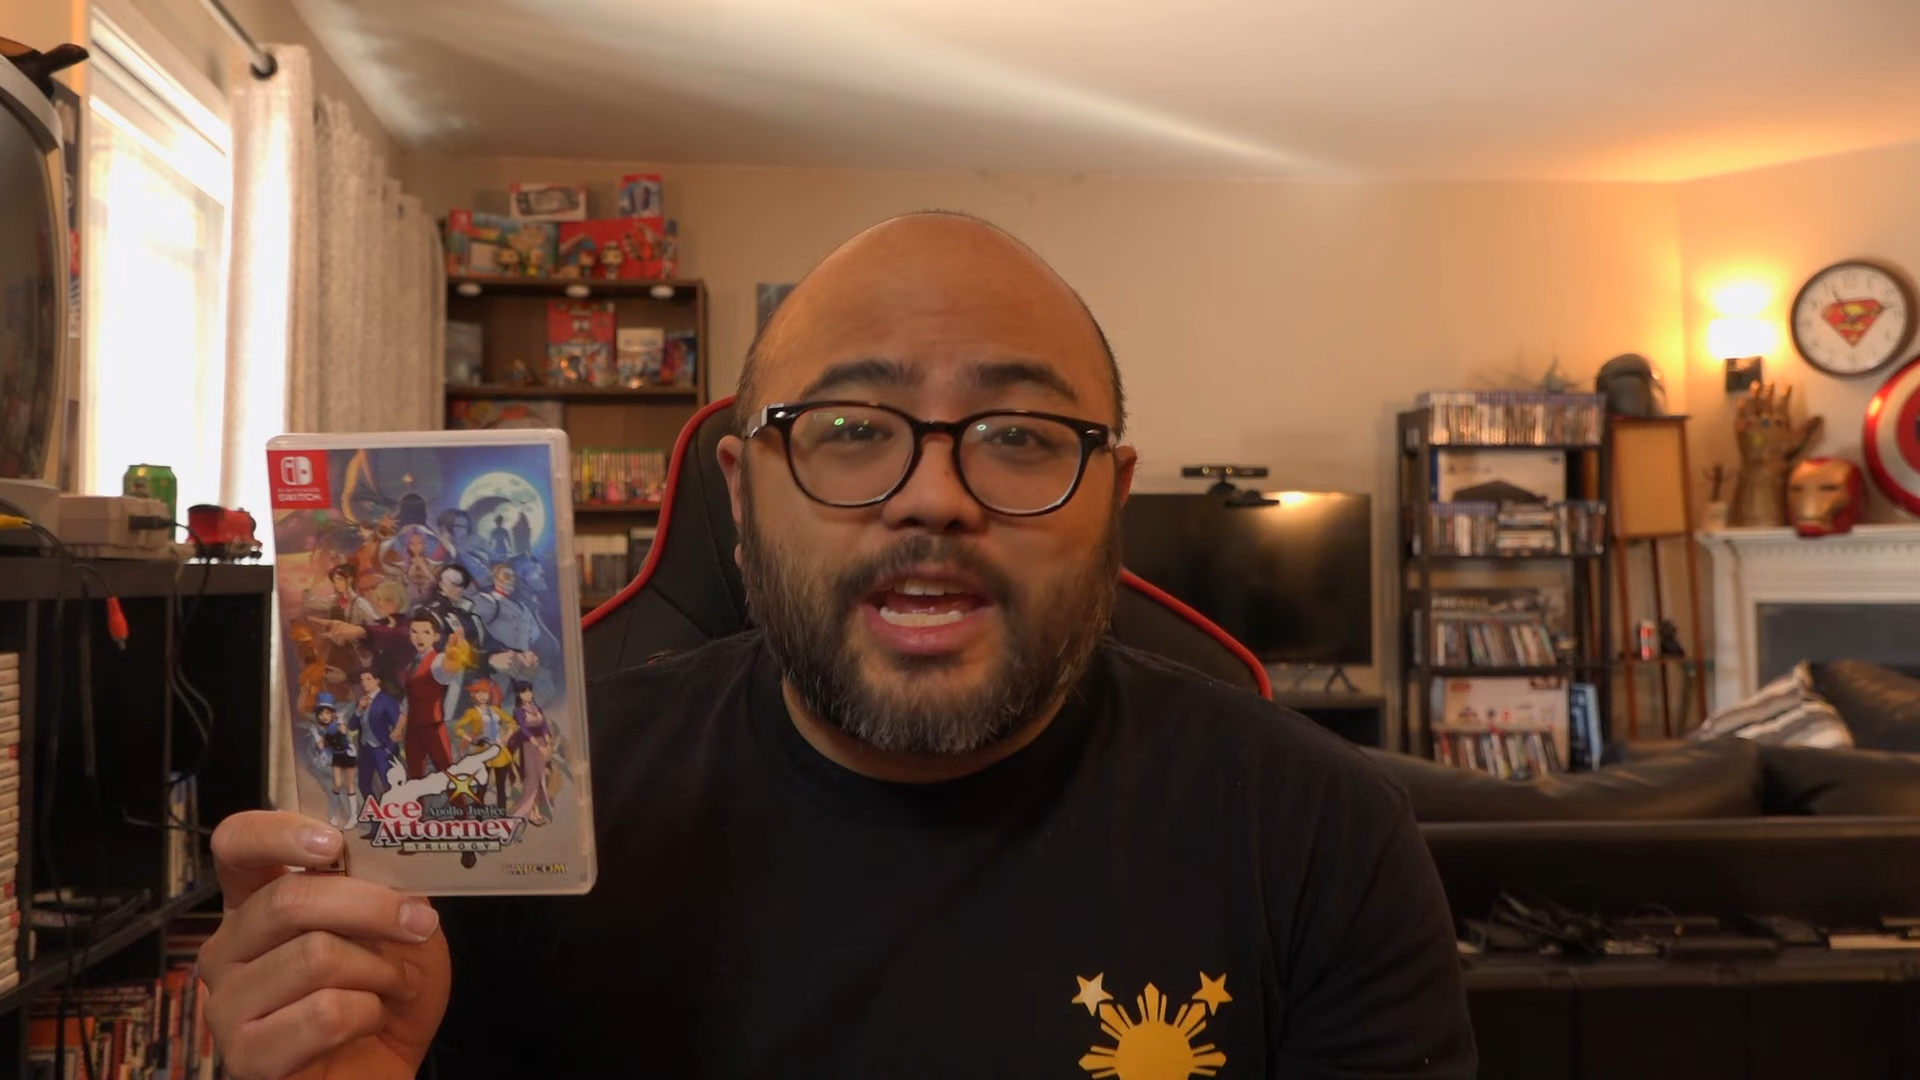 NINTENDO
SWITCH
Apollo Justice
Ace
Attorney
TRILOGY
CAPCOM